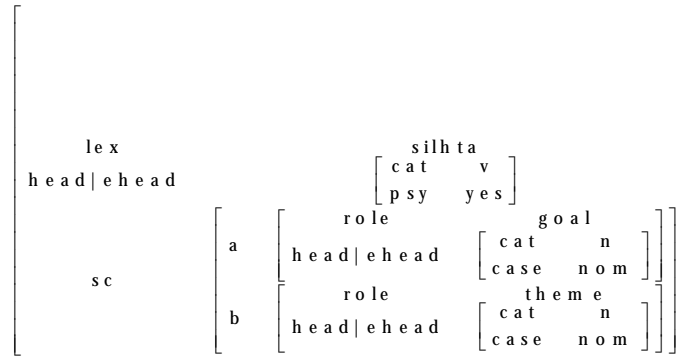 lex silhta
head|ehead cat v
psy yes
sc a role goal
head|ehead cat n
case nom
b role theme
head|ehead cat n
case nom